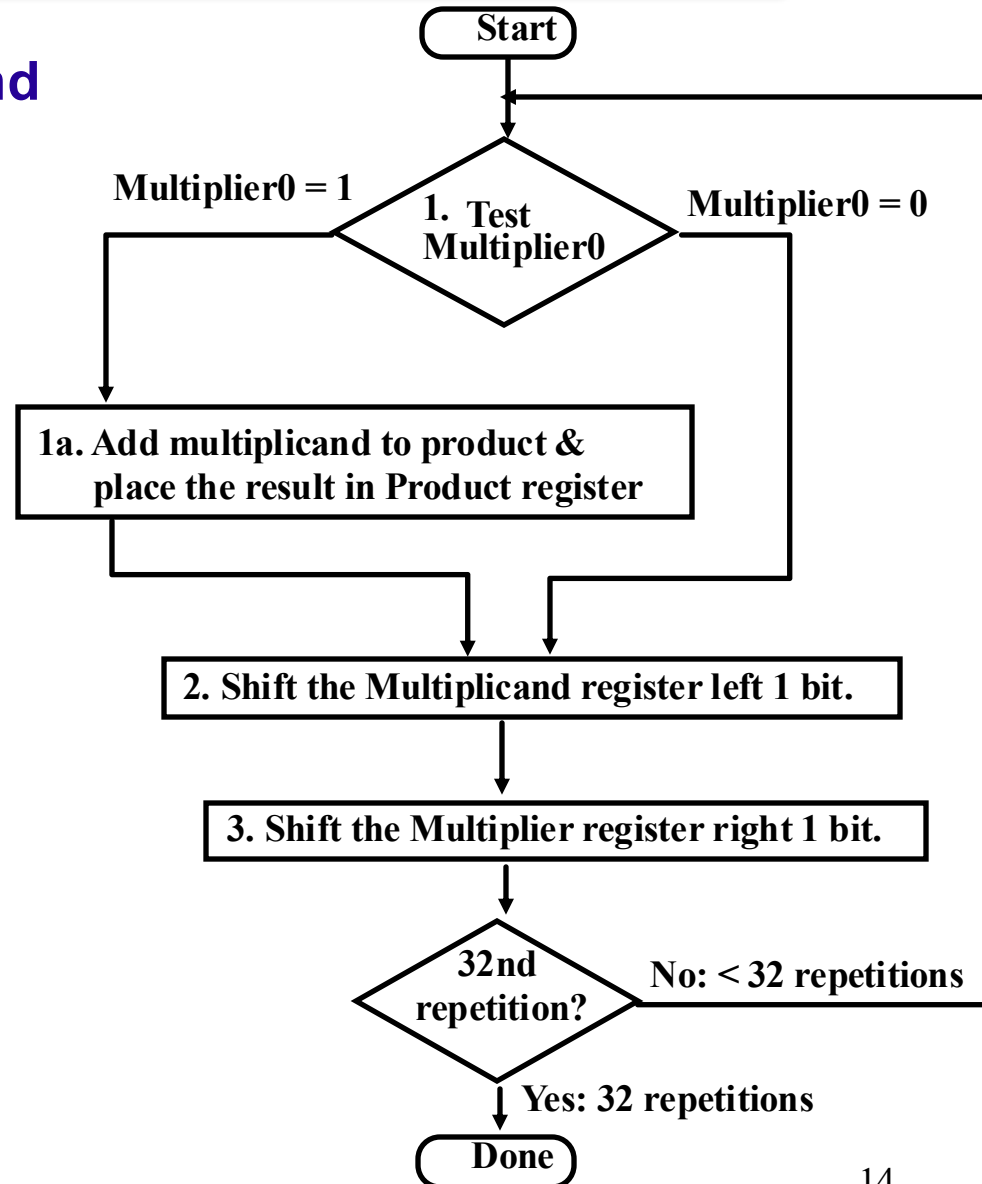 Start
nd
Multiplier0 = 1
1. Test
Multiplier0
Multiplier0 = 0
1a. Add multiplicand to product &
place the result in Product register
2. Shift the Multiplicand register left 1 bit.
3. Shift the Multiplier register right 1 bit.
32nd
repetition?
No: < 32 repetitions
Yes: 32 repetitions
Done
14